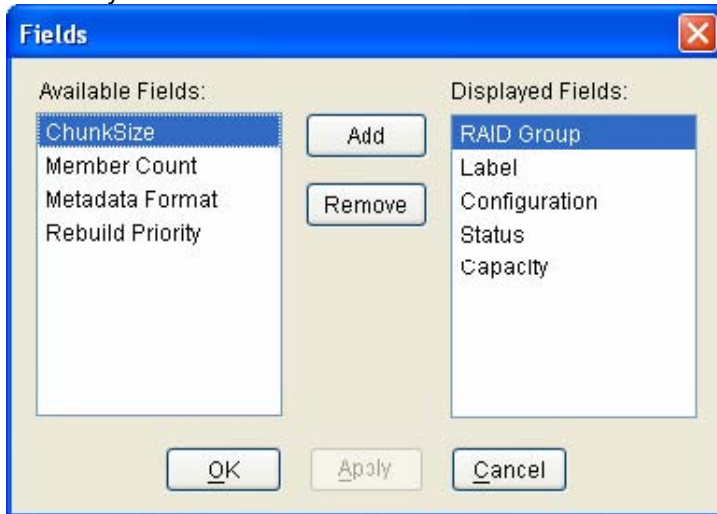 Fields
Available Fields:
Displayed Fields:
ChunkSize
Member Count
Metadata Format
Rebuild Priority
Add
Remove
RAID Group
Label
Configuration
Status
Capacity
OK
Apply
Cancel